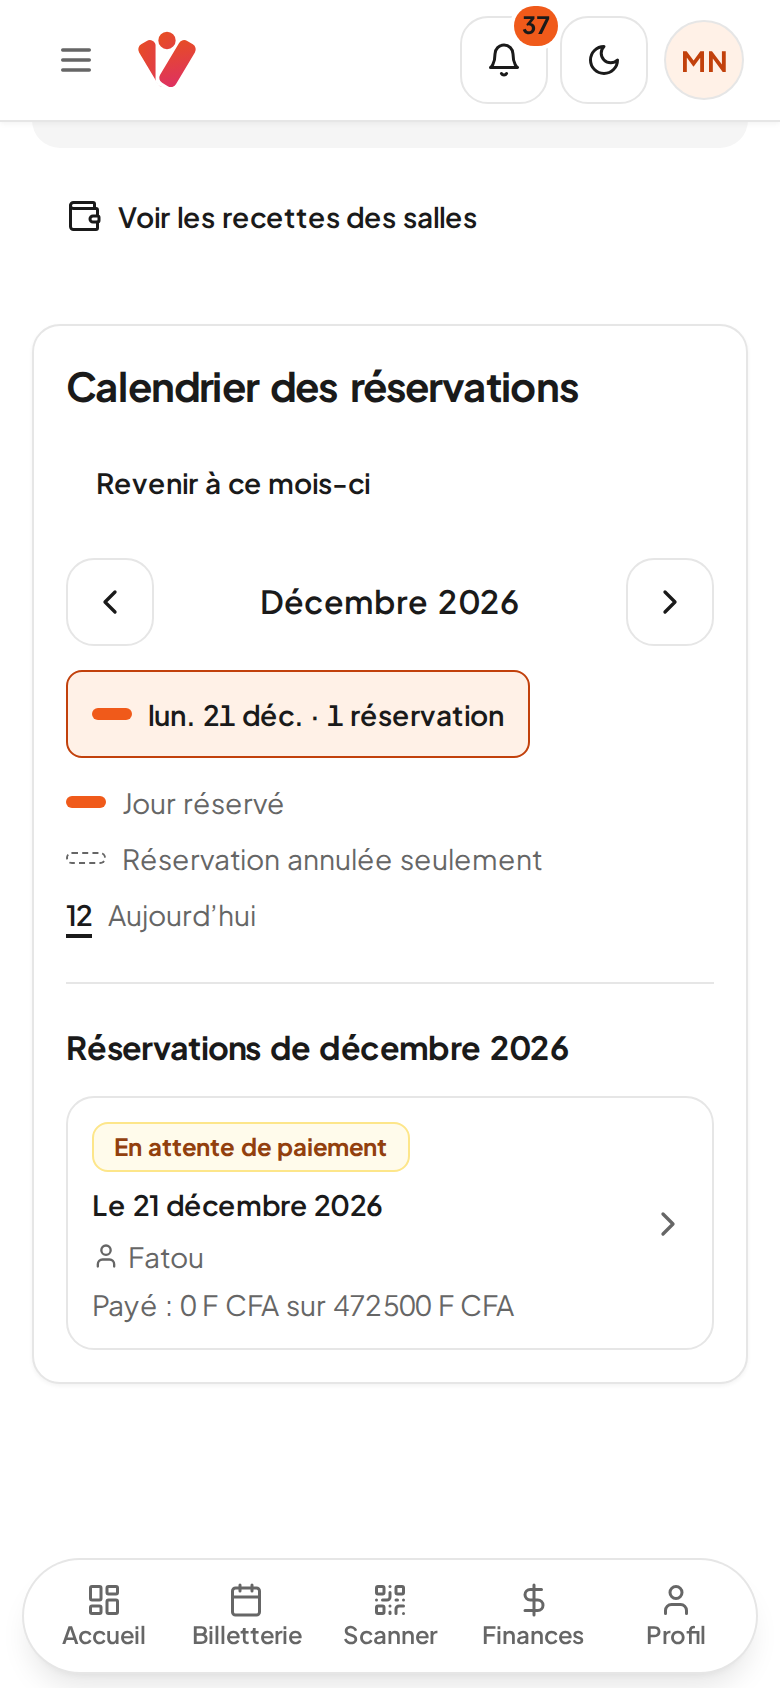 37
MN
Voir les recettes des salles
Calendrier des réservations
Revenir à ce mois-ci
Décembre 2026
lun. 21 déc. · 1 réservation
Jour réservé
Réservation annulée seulement
12 Aujourd’hui
Réservations de décembre 2026
En attente de paiement
Le 21 décembre 2026
Fatou
Payé : 0 F CFA sur 472 500 F CFA
Accueil Billetterie Scanner Finances Profil